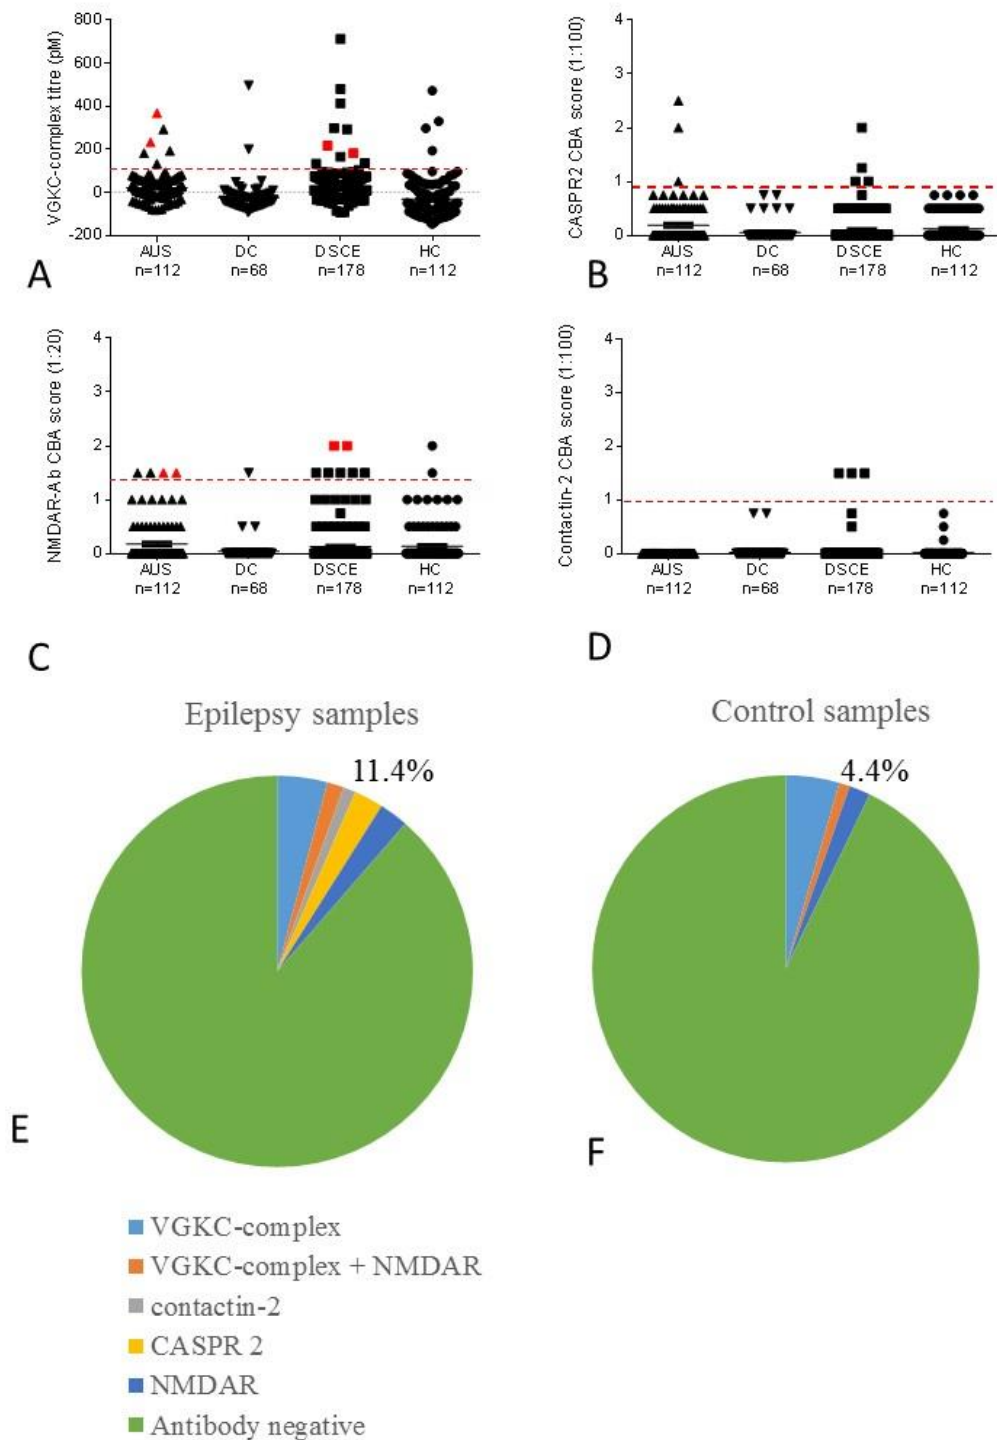 VGKC-complex titre (pM)
800
600
400
200
0
-200
AUS
n=112
DC
n=68
DSCE
n=178
HC
n=112
A
CASPR2 CBA score (1:100)
4
3
2
1
0
AUS
n=112
DC
n=68
DSCE
n=178
HC
n=112
B
NMDAR-Ab CBA score (1:20)
4
3
2
1
0
AUS
n=112
DC
n=68
DSCE
n=178
HC
n=112
C
Contactin-2 CBA score (1:100)
4
3
2
1
0
AUS
n=112
DC
n=68
DSCE
n=178
HC
n=112
D
Epilepsy samples
11.4%
E
Control samples
4.4%
F
VGKC-complex
VGKC-complex + NMDAR
contactin-2
CASPR 2
NMDAR
Antibody negative